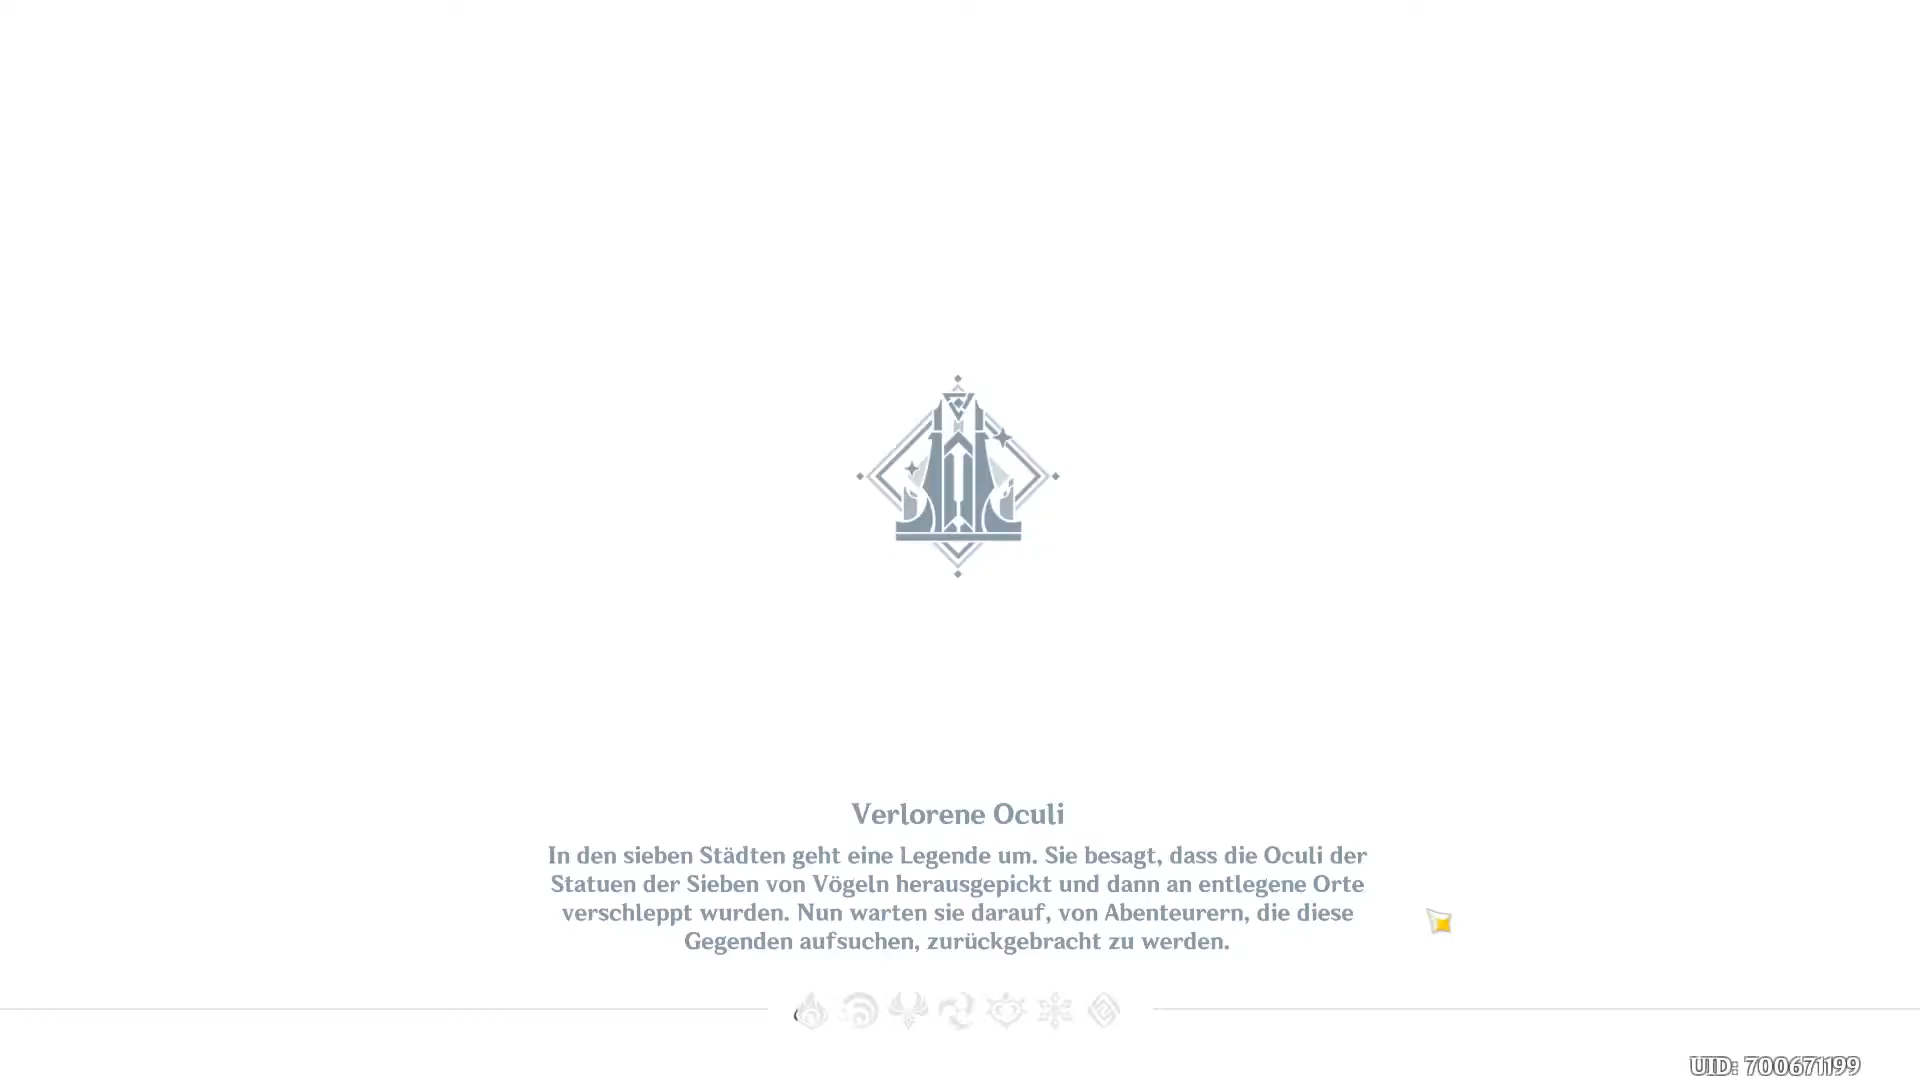 Verlorene Oculi
In den sieben Städten geht eine Legende um. Sie besagt, dass die Oculi der
Statuen der Sieben von Vögeln herausgepickt und dann an entlegene Orte
verschleppt wurden. Nun warten sie darauf, von Abenteurern, die diese
Gegenden aufsuchen, zurückgebracht zu werden.
UID: 700671199